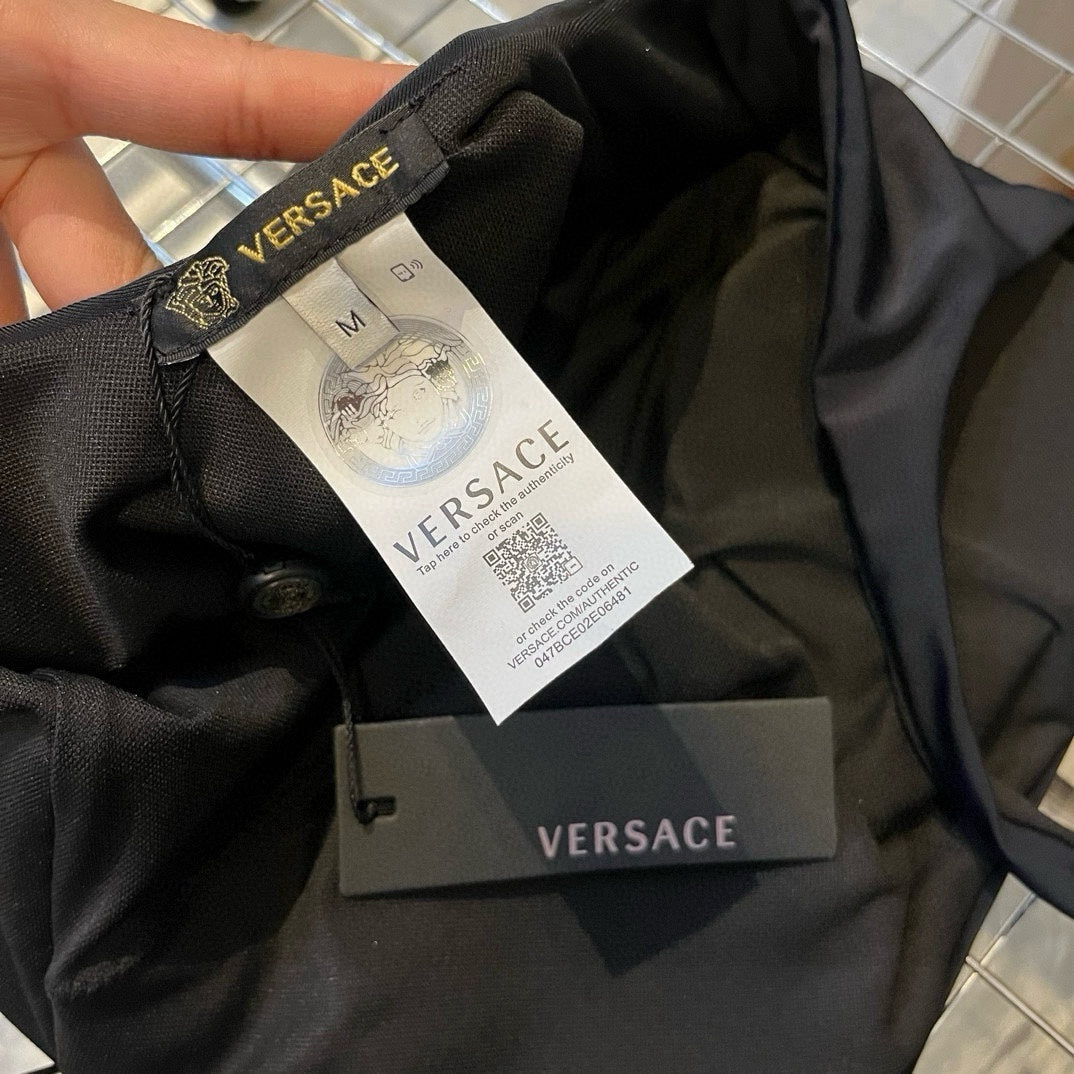 VERSACE
M
VERSACE
Tap here to check the authenticity
or scan
or check the code on
VERSACE.COM/AUTHENTIC
047BCE02E06481
VERSACE